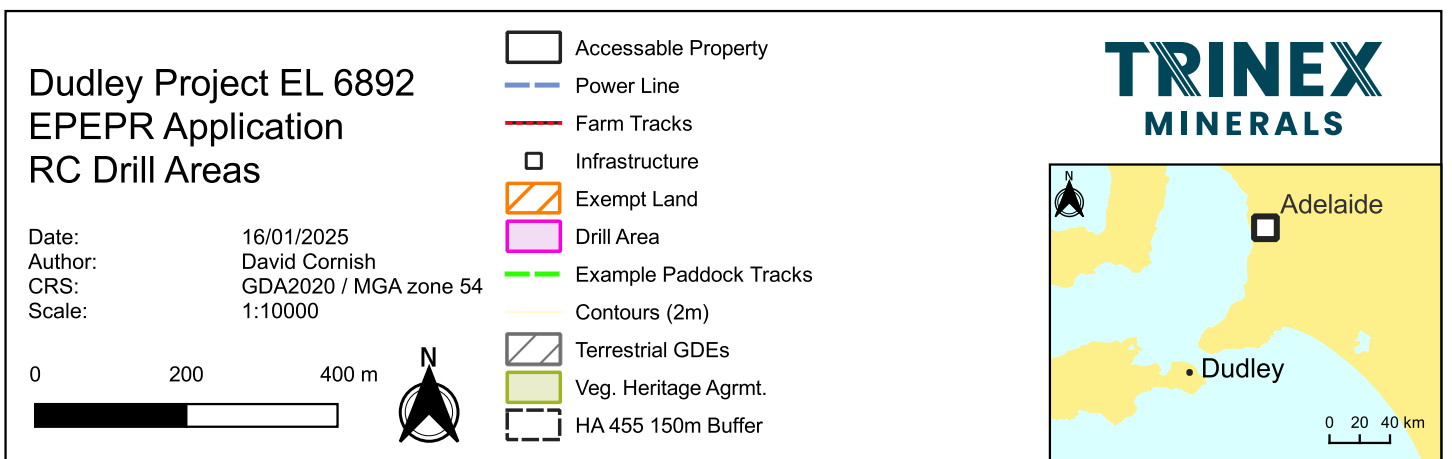 Dudley Project EL 6892
EPEPR Application
RC Drill Areas
Date: 16/01/2025
Author: David Cornish
CRS: GDA2020 / MGA zone 54
Scale: 1:10000
0 200 400 m
N
Accessable Property
Power Line
Farm Tracks
Infrastructure
Exempt Land
Drill Area
Example Paddock Tracks
Contours (2m)
Terrestrial GDEs
Veg. Heritage Agrmt.
HA 455 150m Buffer
TRINEX
MINERALS
N
Adelaide
Dudley
0 20 40 km